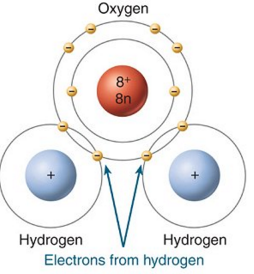 Oxygen
8+
8n
+ +
Hydrogen Hydrogen
Electrons from hydrogen